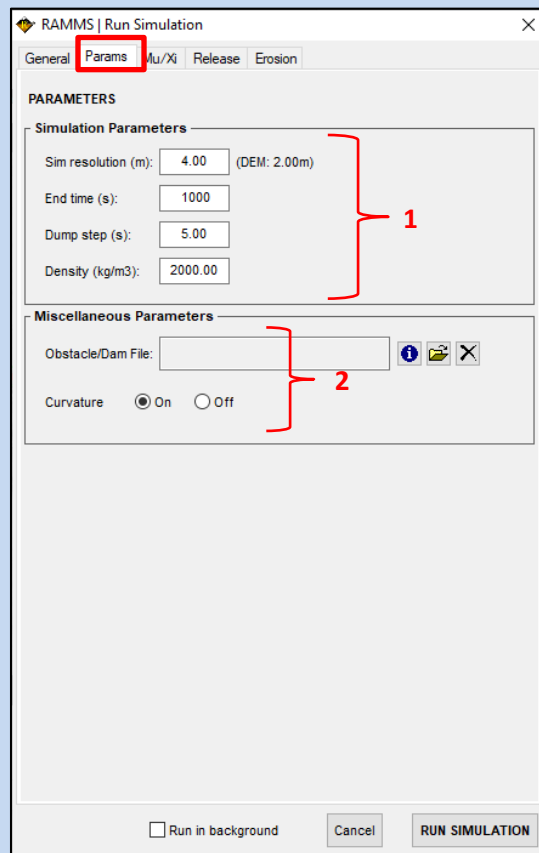 RAMMS | Run Simulation
General Params Mu/Xi Release Erosion
PARAMETERS
Simulation Parameters
Sim resolution (m): 4.00 (DEM: 2.00m)
End time (s): 1000
1
Dump step (s): 5.00
Density (kg/m3): 2000.00
Miscellaneous Parameters
Obstacle/Dam File:
2
Curvature On Off
Run in background Cancel RUN SIMULATION